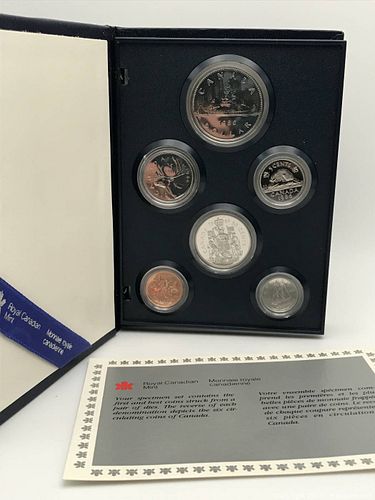 CANADA
1986
DOLLAR
5 CENTS
CANADA
1986
CANADA
Royal Canadian
Mint
Monnaie royale
canadienne
Royal Canadian
Mint
Monnaie royale
canadienne
Your specimen set contains the
first and best coins struck from a
pair of dies. The reverse of each
denomination depicts the six cir-
culating coins of Canada.
Votre ensemble spécimen com-
prend les premières et les plus
belles pièces de monnaie frappées
avec une paire de coins. Le revers
de chaque coupure représente
six pièces en circulation
Canada.